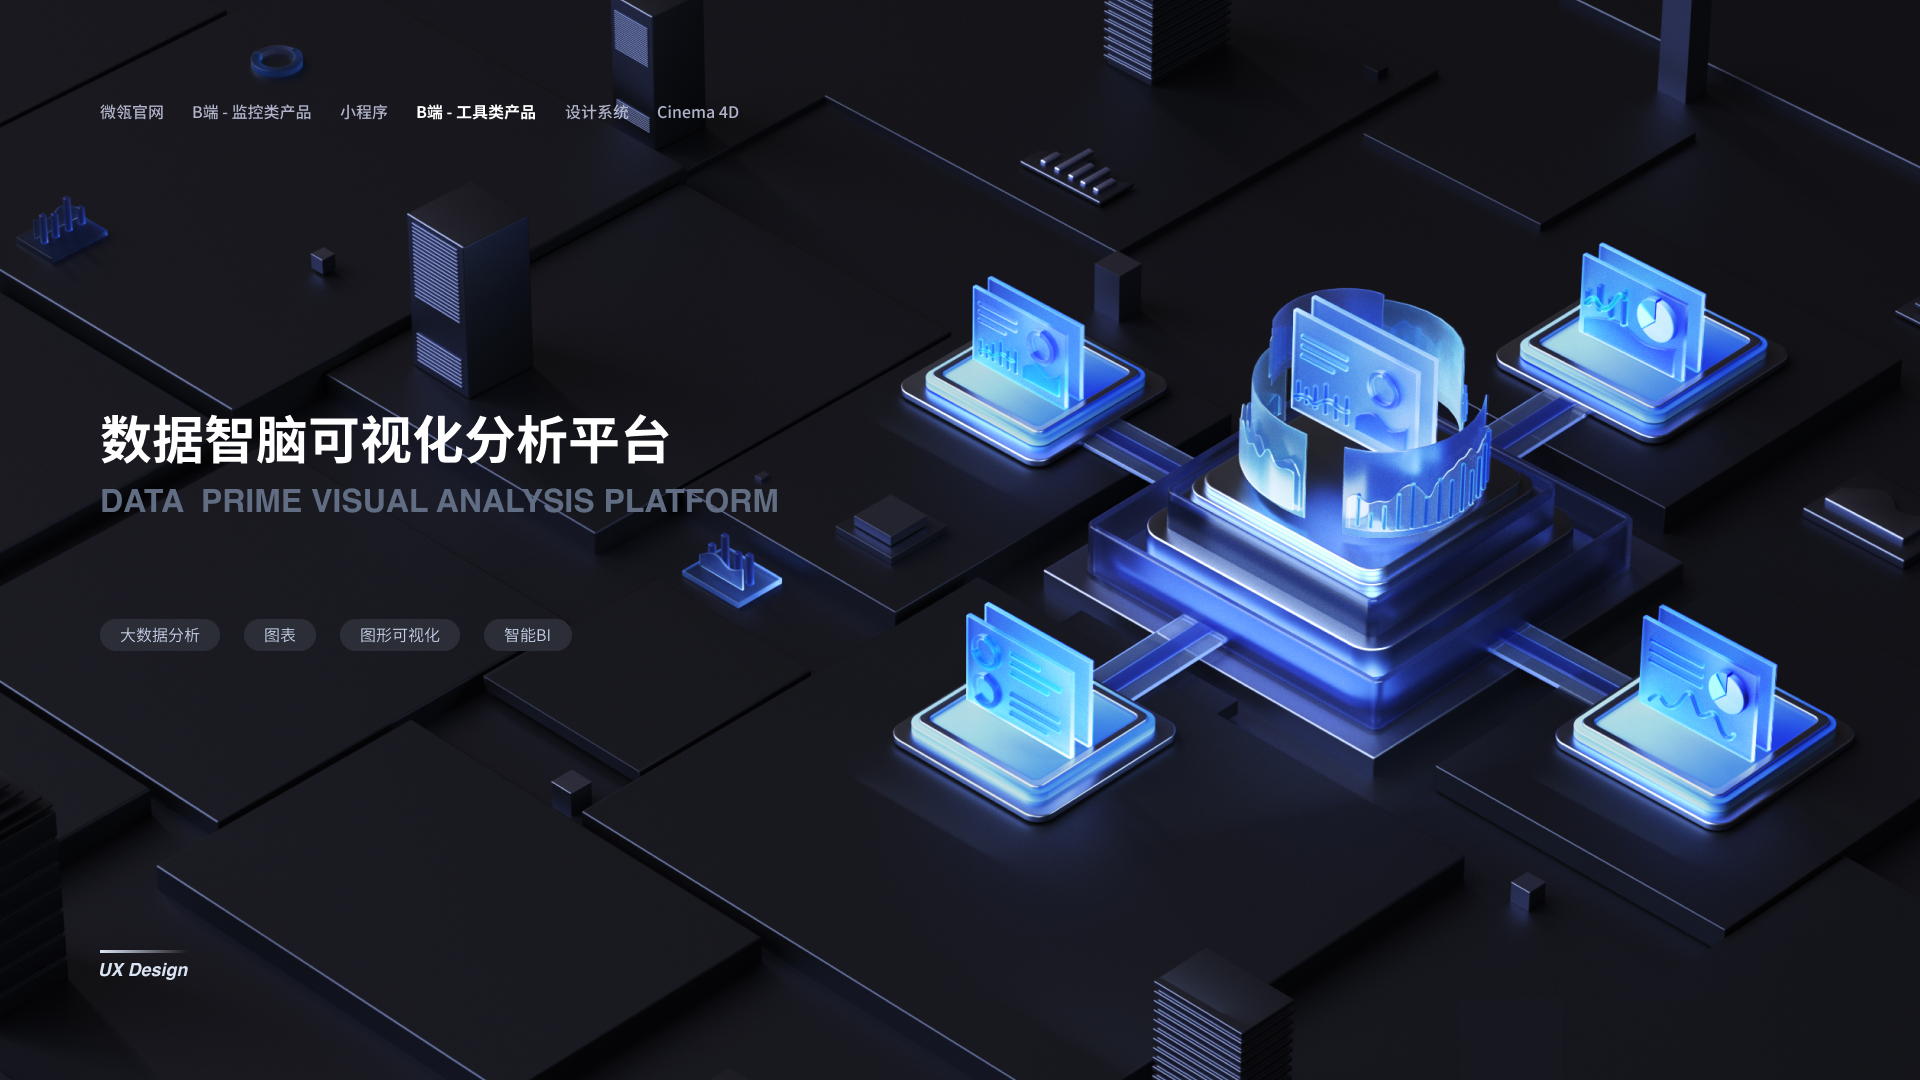 微瓴官网 B端 - 监控类产品 小程序 B端 - 工具类产品 设计系统 Cinema 4D
数据智脑可视化分析平台
DATA PRIME VISUAL ANALYSIS PLATFORM
大数据分析 图表 图形可视化 智能BI
UX Design